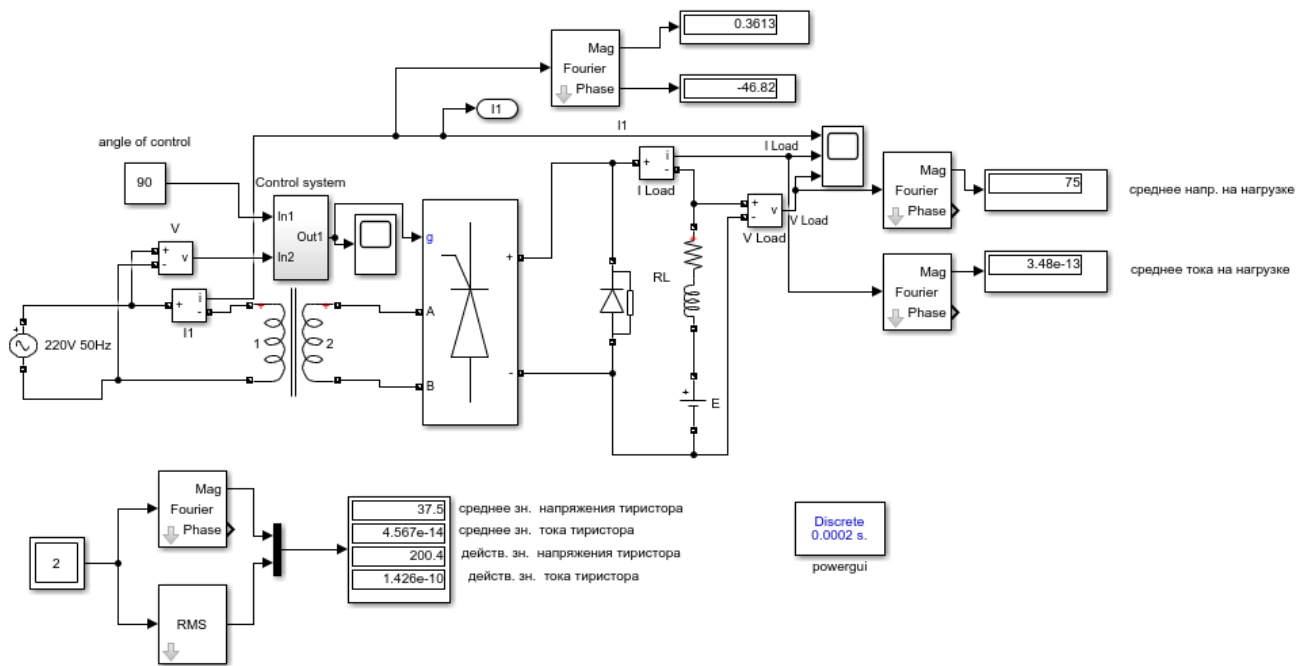 0.3613
Mag
Fourier
Phase
-46.82
I1
I1
angle of control
90
Control system
In1
Out1
In2
V
+
-
v
+
i
-
I1
+
220V 50Hz
1
2
g
A
B
+
-
+
i
-
I Load
I Load
+
-
v
V Load
V Load
RL
+
E
Mag
Fourier
Phase
75
среднее напр. на нагрузке
Mag
Fourier
Phase
3.48e-13
среднее тока на нагрузке
2
Mag
Fourier
Phase
RMS
37.5 среднее зн. напряжения тиристора
4.567e-14 среднее зн. тока тиристора
200.4 действ. зн. напряжения тиристора
1.426e-10 действ. зн. тока тиристора
Discrete
0.0002 s.
powergui